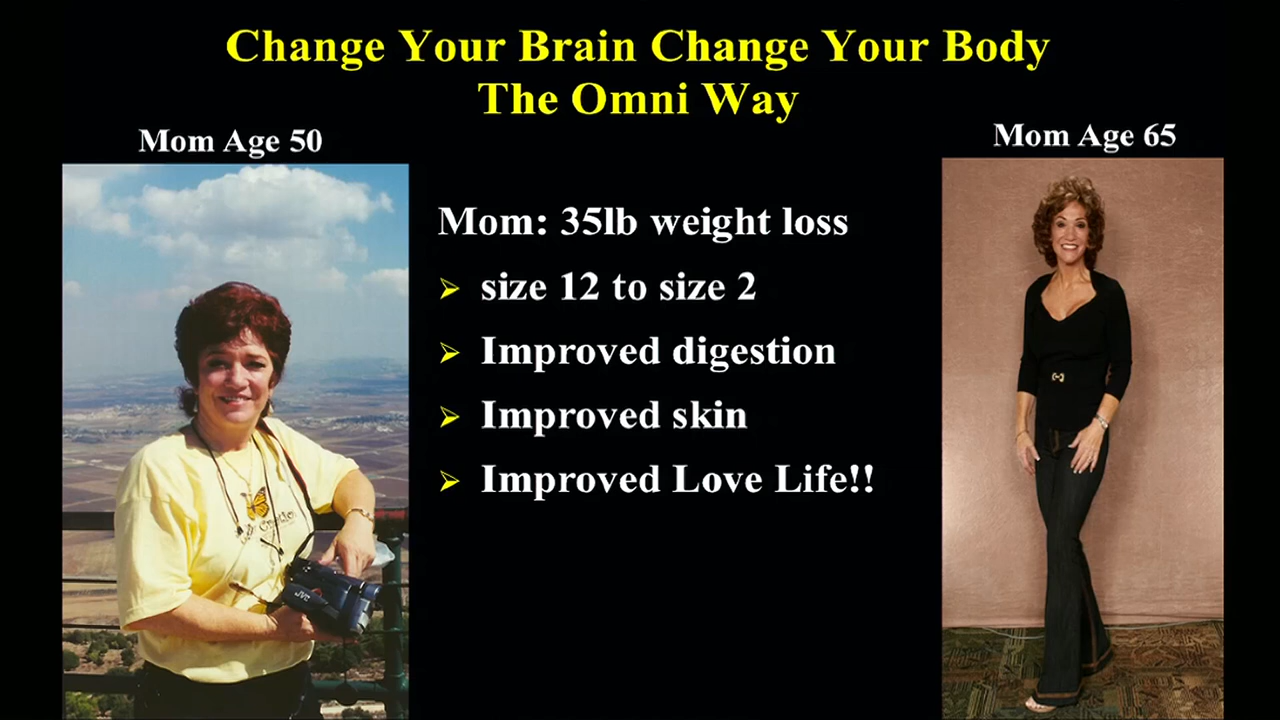 Change Your Brain Change Your Body
The Omni Way
Mom Age 50
Mom Age 65
Mom: 35lb weight loss
➢ size 12 to size 2
➢ Improved digestion
➢ Improved skin
➢ Improved Love Life!!
JVC